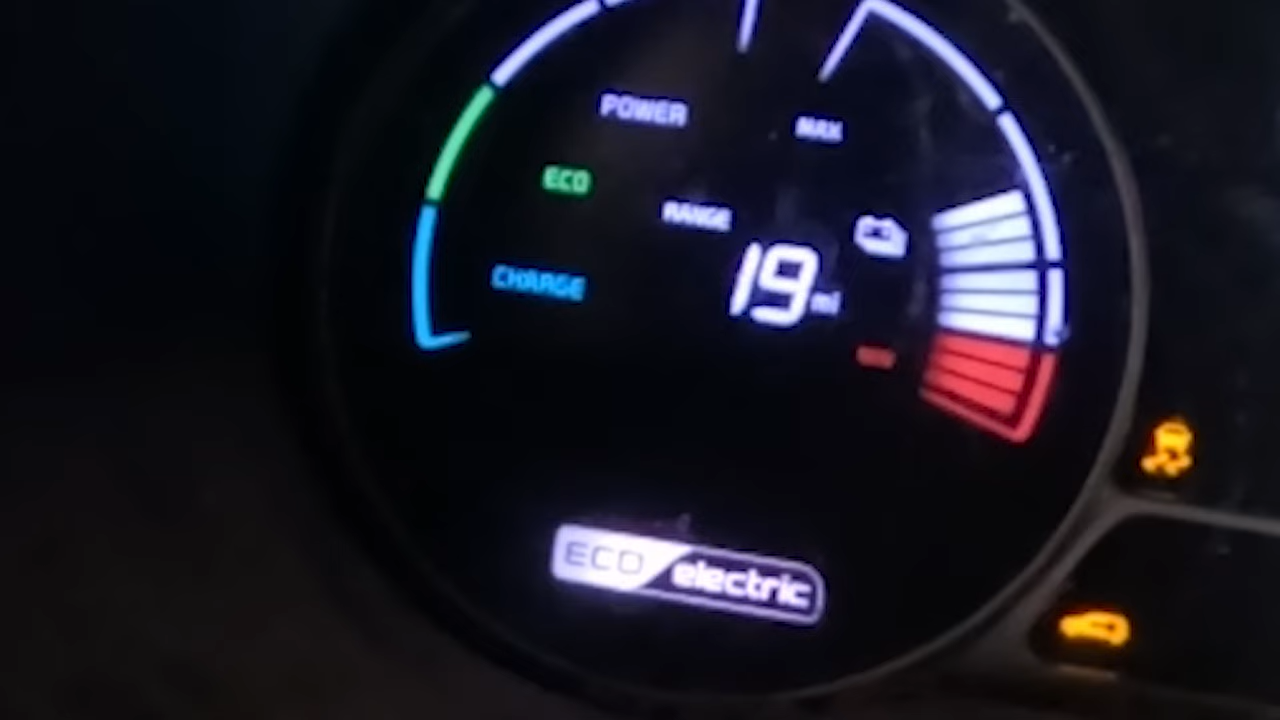 POWER
MAX
ECO
RANGE
CHARGE
19 mi
ECO electric